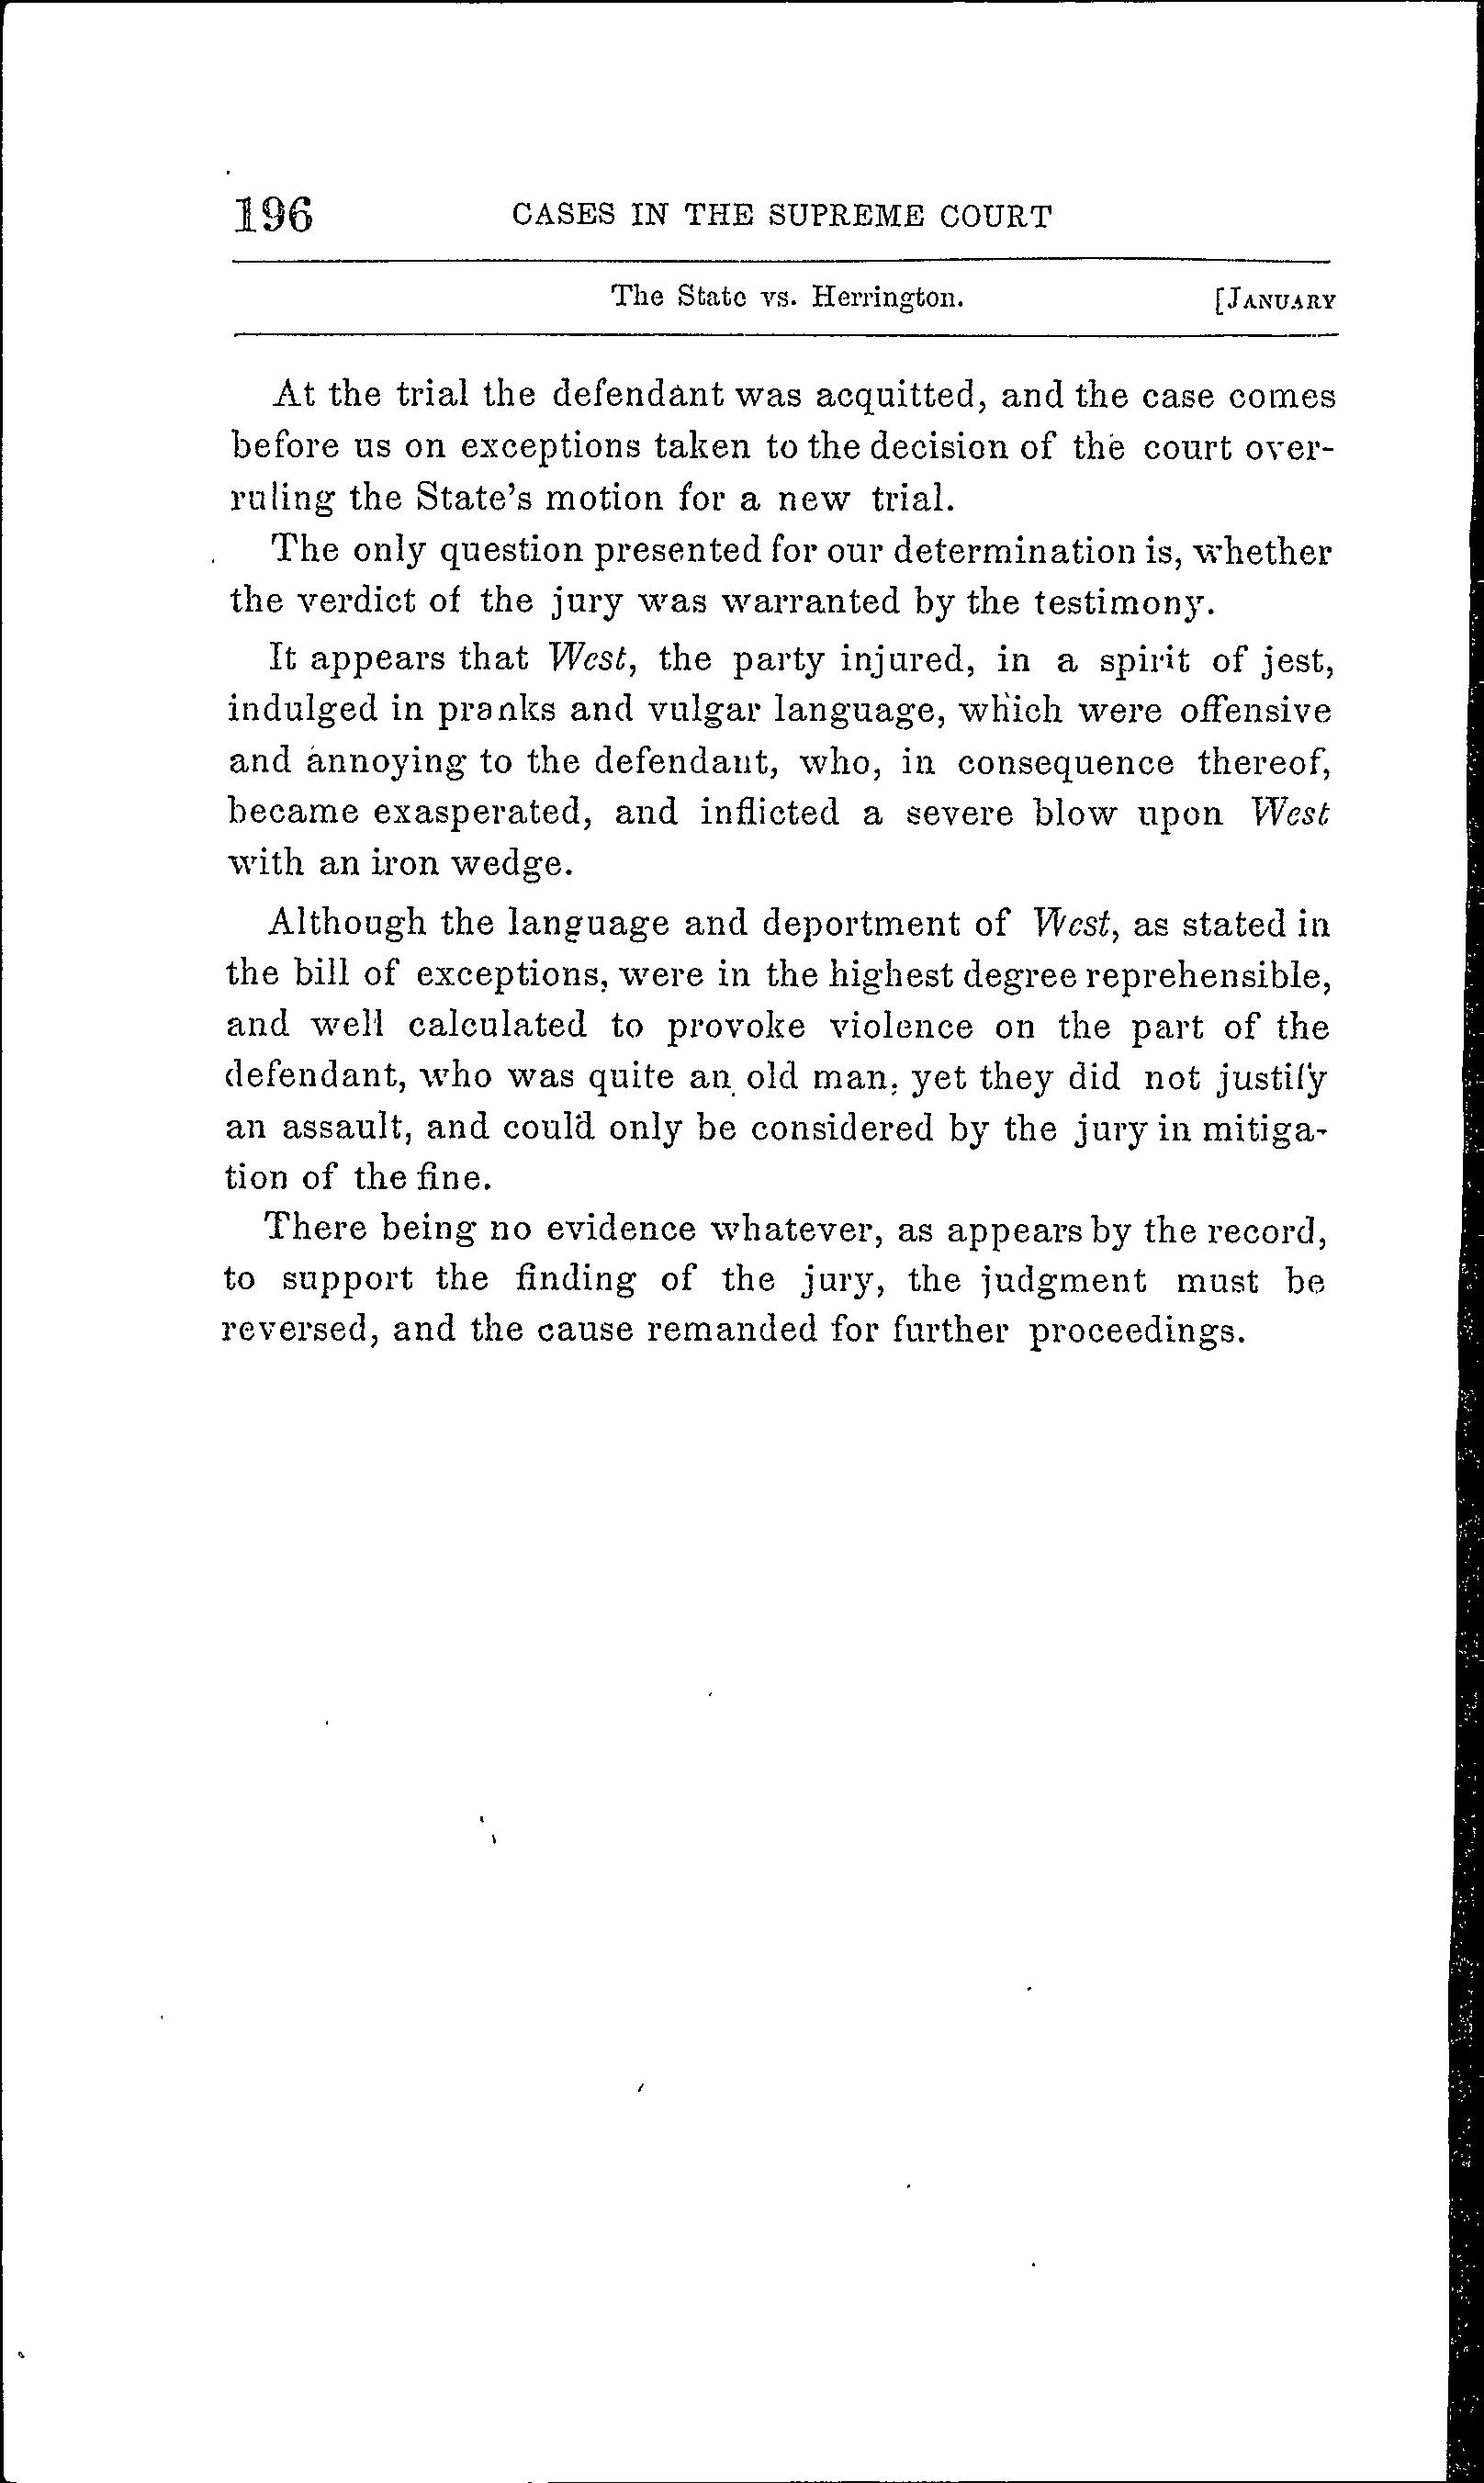 196 CASES IN THE SUPREME COURT
The State vs. Herrington. [JANUARY
At the trial the defendant was acquitted, and the case comes
before us on exceptions taken to the decision of the court over-
ruling the State's motion for a new trial.
The only question presented for our determination is, whether
the verdict of the jury was warranted by the testimony.
It appears that West, the party injured, in a spirit of jest,
indulged in pranks and vulgar language, which were offensive
and annoying to the defendant, who, in consequence thereof,
became exasperated, and inflicted a severe blow upon West
with an iron wedge.
Although the language and deportment of West, as stated in
the bill of exceptions, were in the highest degree reprehensible,
and well calculated to provoke violence on the part of the
defendant, who was quite an old man, yet they did not justify
an assault, and could only be considered by the jury in mitiga-
tion of the fine.
There being no evidence whatever, as appears by the record,
to support the finding of the jury, the judgment must be
reversed, and the cause remanded for further proceedings.